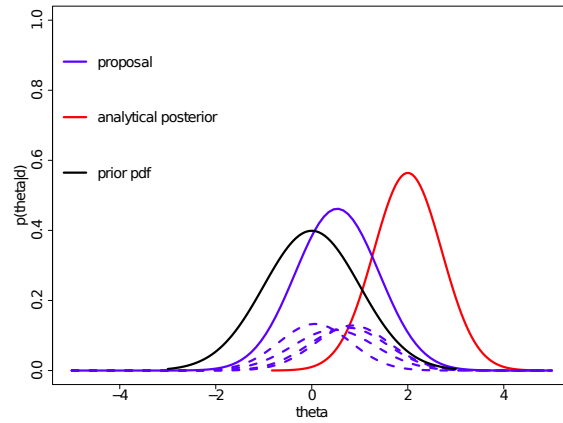 1.0
proposal
0.8
analytical posterior
0.6
p(theta|d)
prior pdf
0.4
0.2
0.0
−4 −2 0 2 4
theta